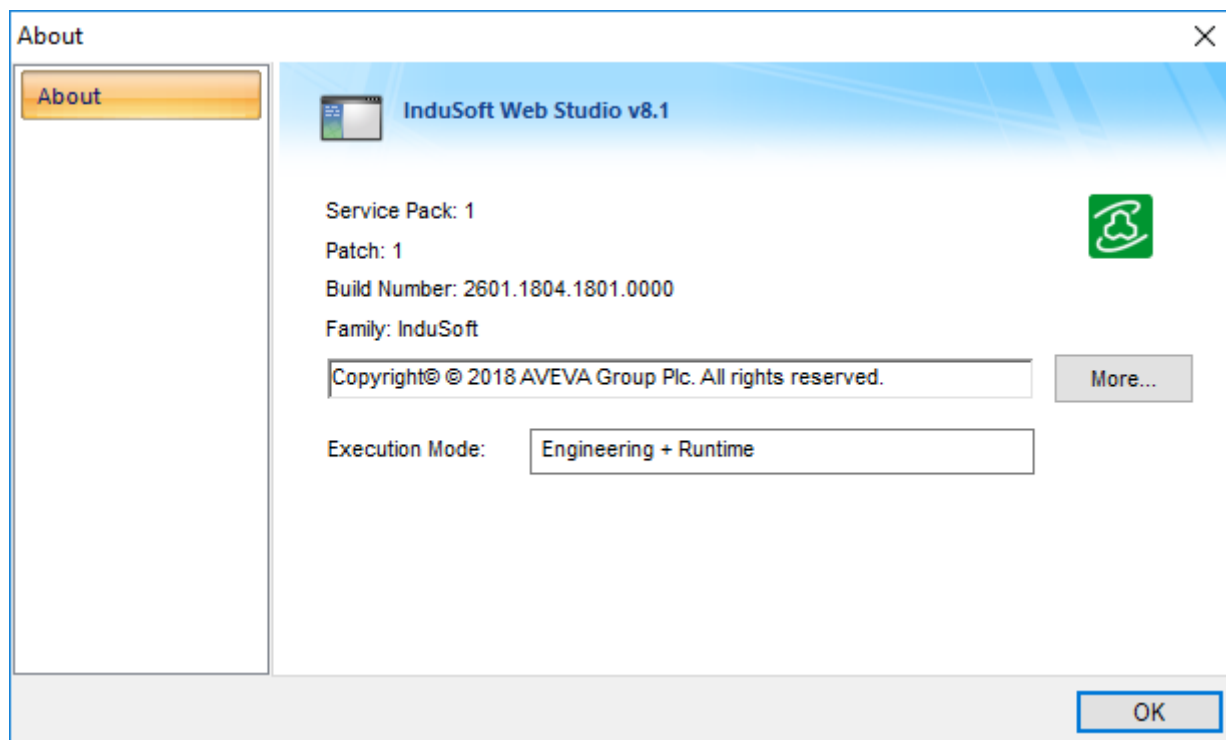 About
About
InduSoft Web Studio v8.1
Service Pack: 1
Patch: 1
Build Number: 2601.1804.1801.0000
Family: InduSoft
Copyright© © 2018 AVEVA Group Plc. All rights reserved.
More...
Execution Mode: Engineering + Runtime
OK